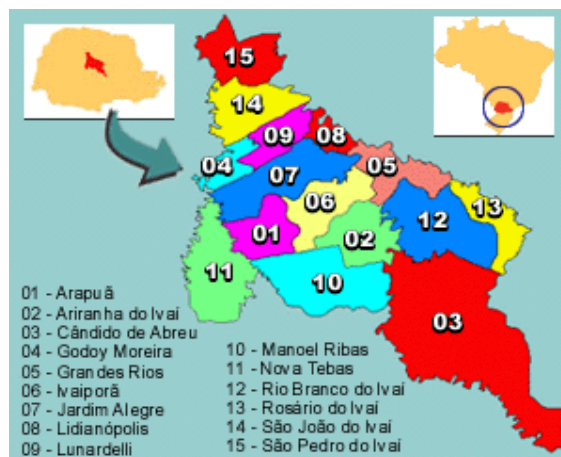 15
14
09
08
04
07
05
06
13
01
02
12
11
10
03
01 - Arapuã
02 - Ariranha do Ivaí
03 - Cândido de Abreu
04 - Godoy Moreira
05 - Grandes Rios
06 - Ivaiporã
07 - Jardim Alegre
08 - Lidianópolis
09 - Lunardelli
10 - Manoel Ribas
11 - Nova Tebas
12 - Rio Branco do Ivaí
13 - Rosário do Ivaí
14 - São João do Ivaí
15 - São Pedro do Ivaí